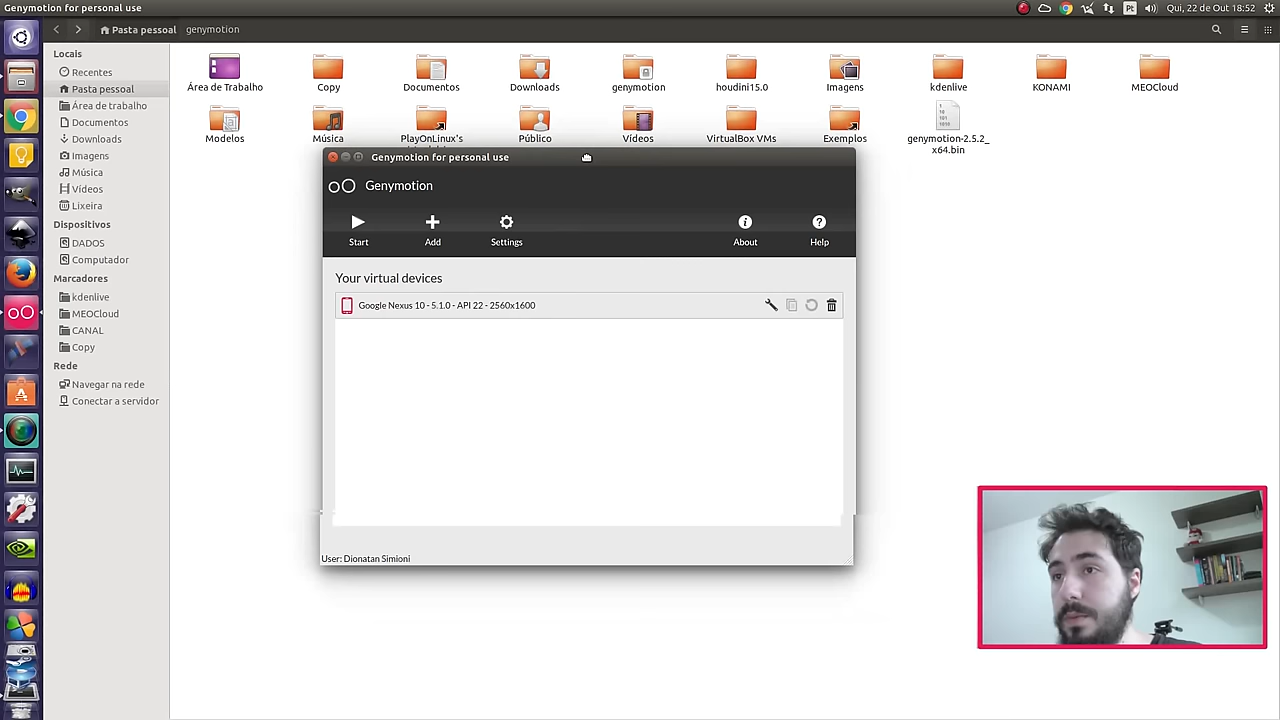 Genymotion for personal use
Pt
Qui, 22 de Out 18:52
Pasta pessoal genymotion
Locais
Recentes
Pasta pessoal
Área de trabalho
Documentos
Downloads
Imagens
Música
Vídeos
Lixeira
Dispositivos
DADOS
Computador
Marcadores
kdenlive
MEOCloud
CANAL
Copy
Rede
Navegar na rede
Conectar a servidor
Área de Trabalho
Copy
Documentos
Downloads
genymotion
houdini15.0
Imagens
kdenlive
KONAMI
MEOCloud
Modelos
Música
PlayOnLinux's
Público
Vídeos
VirtualBox VMs
Exemplos
genymotion-2.5.2_
x64.bin
Genymotion for personal use
Genymotion
Start
Add
Settings
About
Help
Your virtual devices
Google Nexus 10 - 5.1.0 - API 22 - 2560x1600
User: Dionatan Simioni